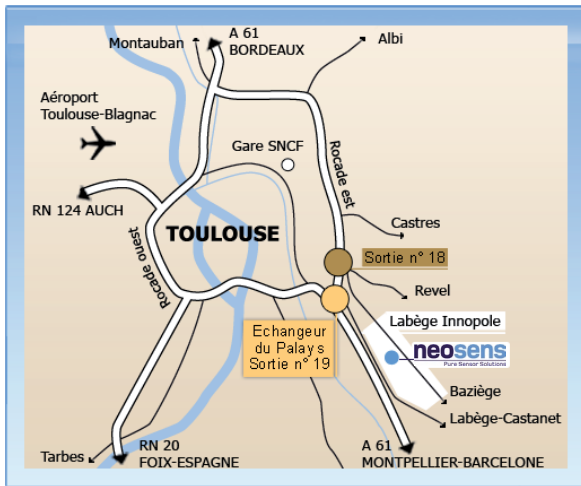 A 61
BORDEAUX
Montauban
Albi
Aéroport
Toulouse-Blagnac
Gare SNCF
Rocade est
RN 124 AUCH
Castres
TOULOUSE
Rocade ouest
Sortie n° 18
Revel
Labège Innopole
Echangeur
du Palays
Sortie n° 19
neosens
Pure Sensor Solutions
Baziège
Labège-Castanet
Tarbes
RN 20
FOIX-ESPAGNE
A 61
MONTPELLIER-BARCELONE